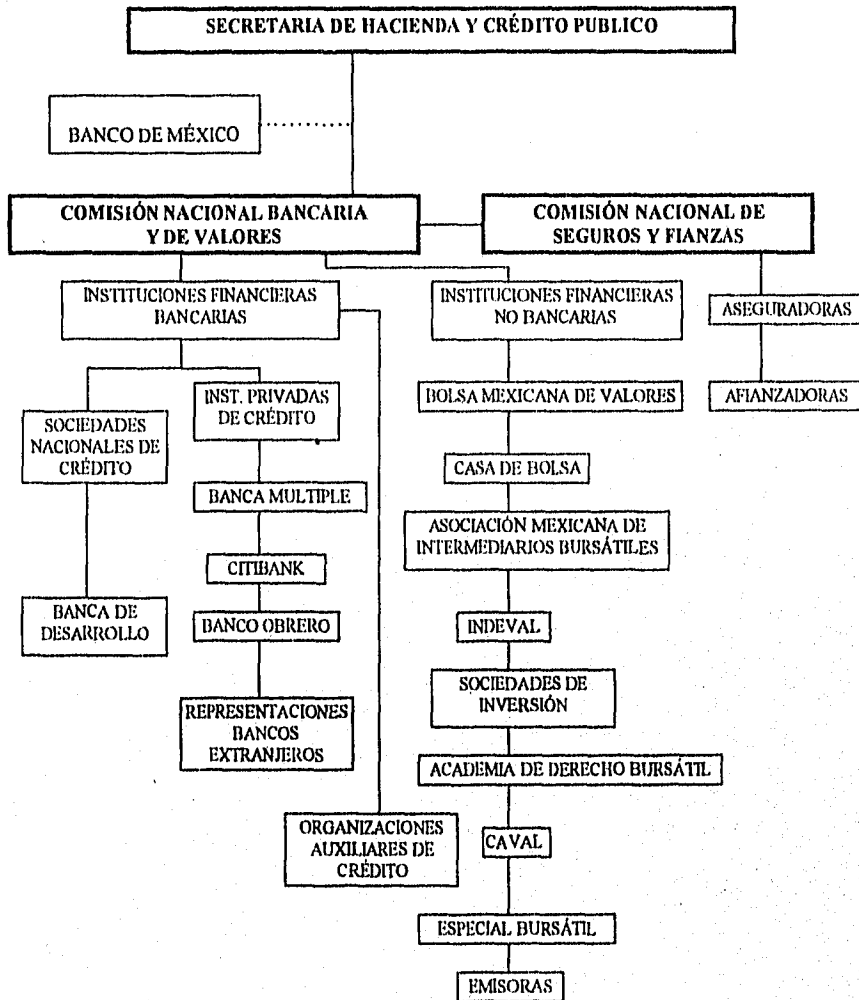 SECRETARIA DE HACIENDA Y CRÉDITO PUBLICO
BANCO DE MÉXICO
COMISIÓN NACIONAL BANCARIA
Y DE VALORES
COMISIÓN NACIONAL DE
SEGUROS Y FIANZAS
INSTITUCIONES FINANCIERAS
BANCARIAS
INSTITUCIONES FINANCIERAS
NO BANCARIAS
ASEGURADORAS
SOCIEDADES
NACIONALES DE
CRÉDITO
INST. PRIVADAS
DE CRÉDITO
BOLSA MEXICANA DE VALORES
AFIANZADORAS
CASA DE BOLSA
BANCA MULTIPLE
ASOCIACIÓN MEXICANA DE
INTERMEDIARIOS BURSÁTILES
CITIBANK
BANCA DE
DESARROLLO
BANCO OBRERO
INDEVAL
SOCIEDADES DE
INVERSIÓN
REPRESENTACIONES
BANCOS
EXTRANJEROS
ACADEMIA DE DERECHO BURSÁTIL
ORGANIZACIONES
AUXILIARES DE
CRÉDITO
CAVAL
ESPECIAL BURSÁTIL
EMISORAS